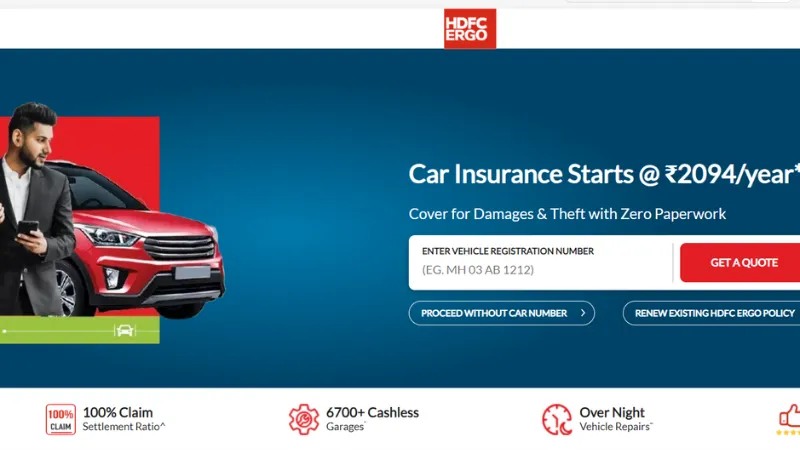 HDFC
ERGO
Car Insurance Starts @ ₹2094/year*
Cover for Damages & Theft with Zero Paperwork
ENTER VEHICLE REGISTRATION NUMBER
(EG. MH 03 AB 1212)
GET A QUOTE
PROCEED WITHOUT CAR NUMBER
RENEW EXISTING HDFC ERGO POLICY
100%
CLAIM
100% Claim
Settlement Ratio^
6700+ Cashless
Garages
Over Night
Vehicle Repairs